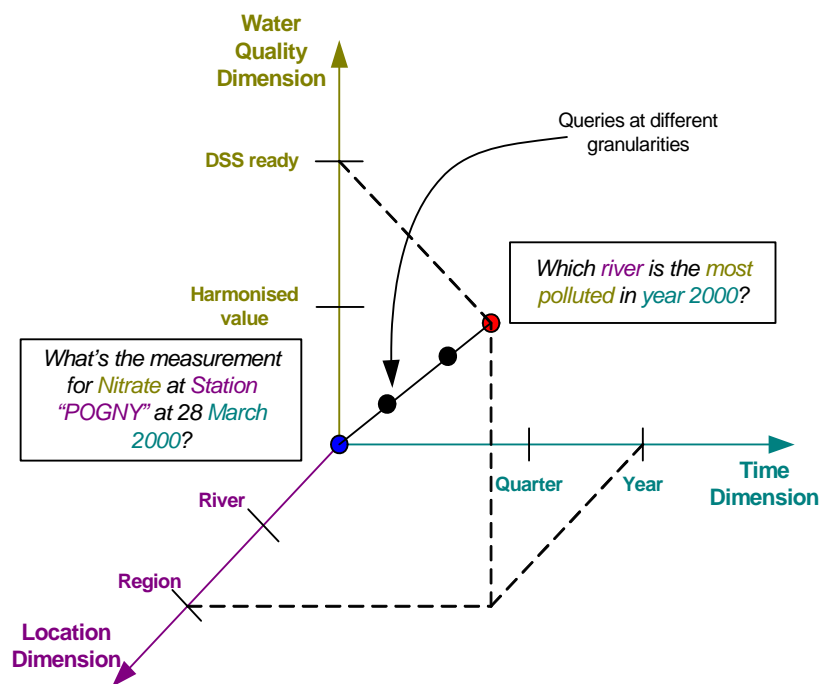 Water
Quality
Dimension
Queries at different
granularities
DSS ready
Which river is the most
polluted in year 2000?
Harmonised
value
What's the measurement
for Nitrate at Station
"POGNY" at 28 March
2000?
Quarter
Year
Time
Dimension
River
Region
Location
Dimension